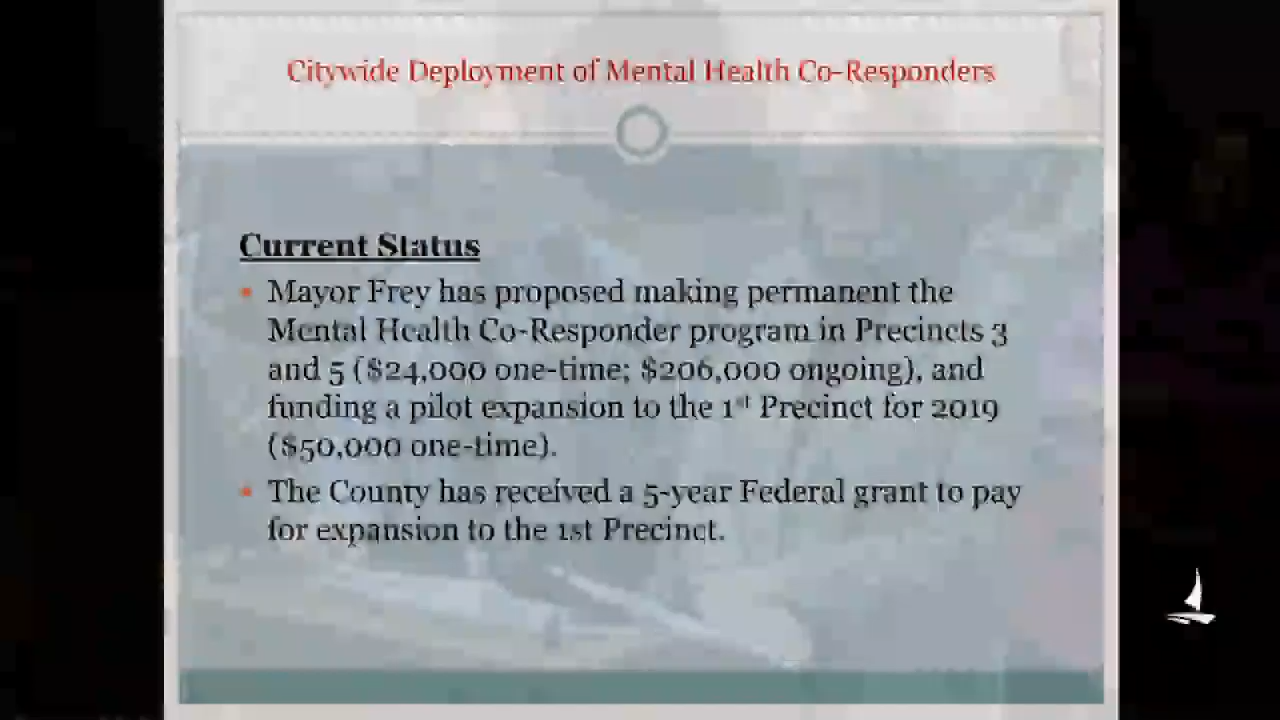 Citywide Deployment of Mental Health Co-Responders
Current Status
• Mayor Frey has proposed making permanent the
Mental Health Co-Responder program in Precincts 3
and 5 ($24,000 one-time; $206,000 ongoing), and
funding a pilot expansion to the 1st Precinct for 2019
($50,000 one-time).
• The County has received a 5-year Federal grant to pay
for expansion to the 1st Precinct.